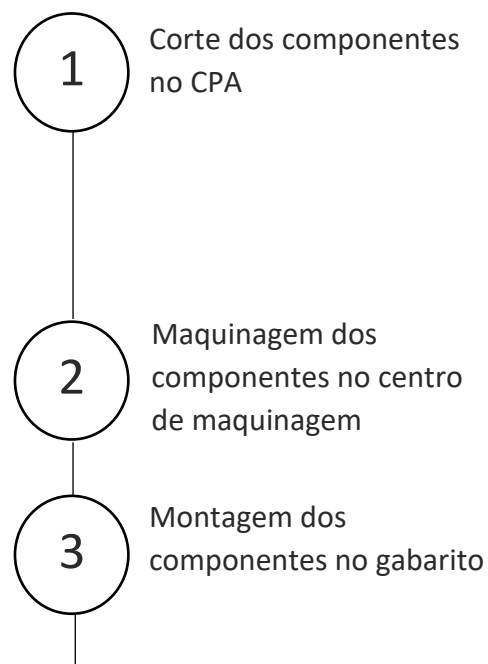 1
Corte dos componentes
no CPA
2
Maquinagem dos
componentes no centro
de maquinagem
3
Montagem dos
componentes no gabarito